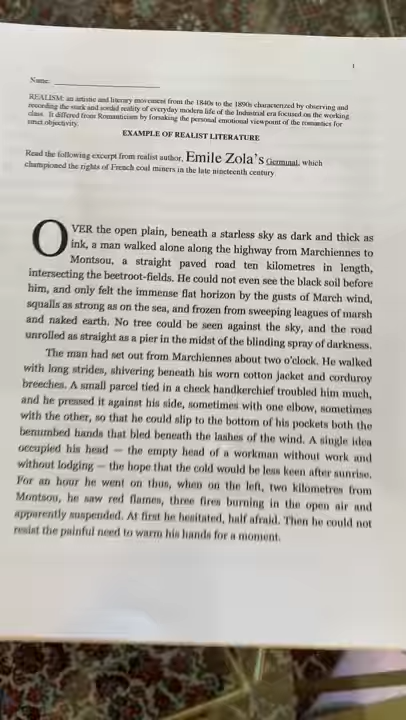 1
Name
REALISM: an artistic and literary movement from the 1840s to the 1890s characterized by observing and
recording the stark and sordid reality of everyday modern life of the Industrial era focused on the working
class. It differed from Romanticism by forsaking the personal emotional viewpoint of the romantics for
strict objectivity.
EXAMPLE OF REALIST LITERATURE
Read the following excerpt from realist author, Emile Zola's Germinal, which
championed the rights of French coal miners in the late nineteenth century
OVER the open plain, beneath a starless sky as dark and thick as
ink, a man walked alone along the highway from Marchiennes to
Montsou, a straight paved road ten kilometres in length,
intersecting the beetroot-fields. He could not even see the black soil before
him, and only felt the immense flat horizon by the gusts of March wind,
squalls as strong as on the sea, and frozen from sweeping leagues of marsh
and naked earth. No tree could be seen against the sky, and the road
unrolled as straight as a pier in the midst of the blinding spray of darkness.
The man had set out from Marchiennes about two o'clock. He walked
with long strides, shivering beneath his worn cotton jacket and corduroy
breeches. A small parcel tied in a check handkerchief troubled him much,
and he pressed it against his side, sometimes with one elbow, sometimes
with the other, so that he could slip to the bottom of his pockets both the
benumbed hands that bled beneath the lashes of the wind. A single idea
occupied his head — the empty head of a workman without work and
without lodging — the hope that the cold would be less keen after sunrise.
For an hour he went on thus, when on the left, two kilometres from
Montsou, he saw red flames, three fires burning in the open air and
apparently suspended. At first he hesitated, half afraid. Then he could not
resist the painful need to warm his hands for a moment.